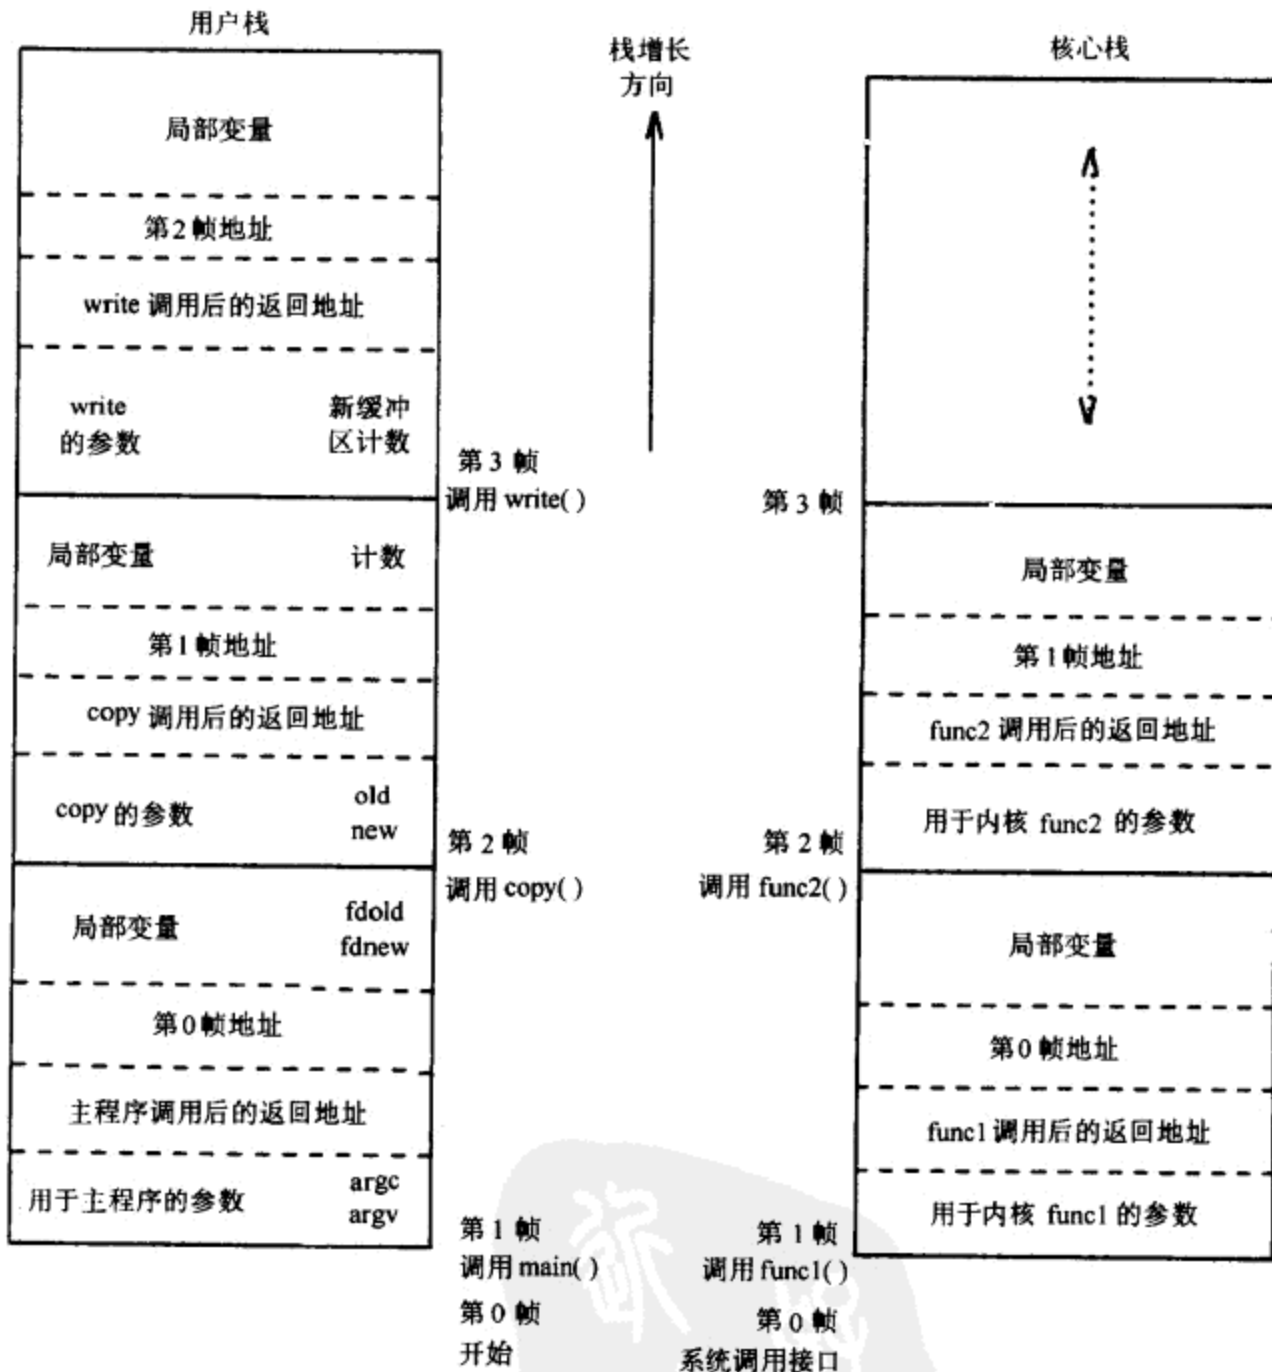 用户栈
局部变量
第2帧地址
write 调用后的返回地址
write 新缓冲
的参数 区计数
第3帧
调用 write( )
局部变量 计数
第1帧地址
copy 调用后的返回地址
copy 的参数 old
new
第2帧
调用 copy( )
局部变量 fdold
fdnew
第0帧地址
主程序调用后的返回地址
用于主程序的参数 argc
argv
第1帧
调用 main( )
第0帧
开始
栈增长
方向
核心栈
第3帧
局部变量
第1帧地址
func2 调用后的返回地址
用于内核 func2 的参数
第2帧
调用 func2( )
局部变量
第0帧地址
func1 调用后的返回地址
用于内核 func1 的参数
第1帧
调用 func1( )
第0帧
系统调用接口